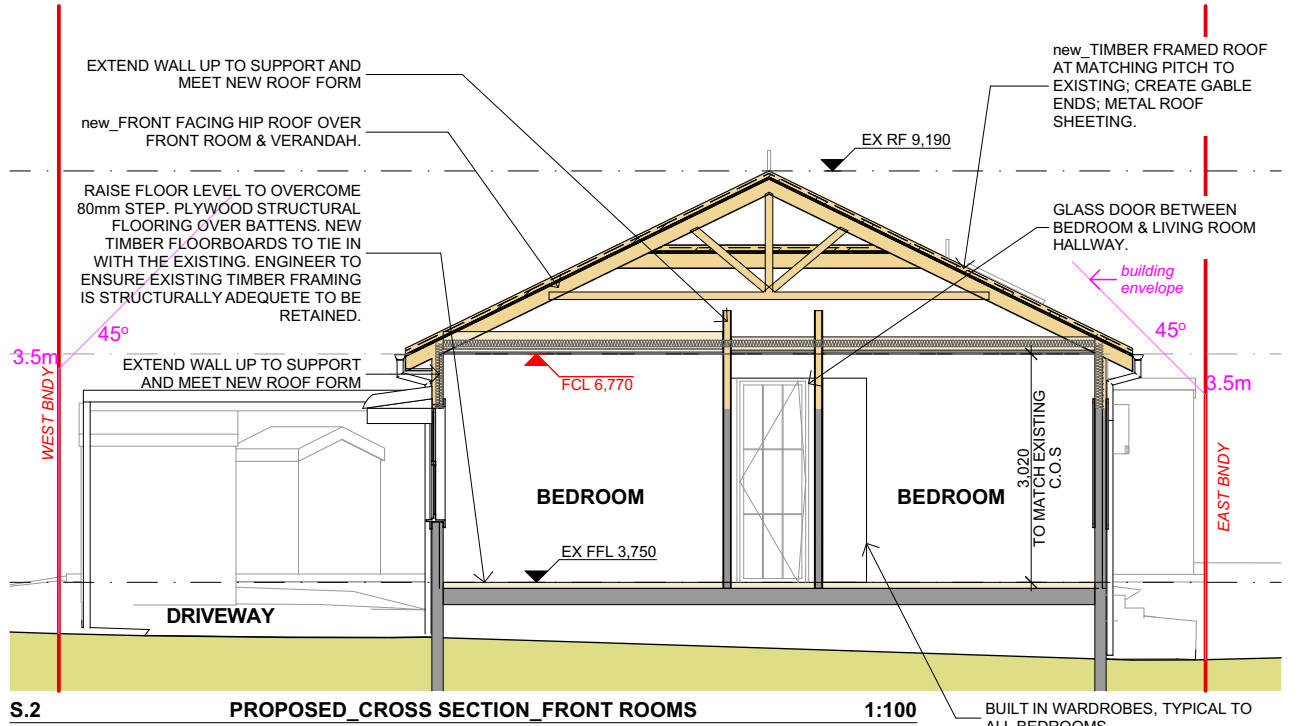 EXTEND WALL UP TO SUPPORT AND
MEET NEW ROOF FORM
new_FRONT FACING HIP ROOF OVER
FRONT ROOM & VERANDAH.
RAISE FLOOR LEVEL TO OVERCOME
80mm STEP. PLYWOOD STRUCTURAL
FLOORING OVER BATTENS. NEW
TIMBER FLOORBOARDS TO TIE IN
WITH THE EXISTING. ENGINEER TO
ENSURE EXISTING TIMBER FRAMING
IS STRUCTURALLY ADEQUETE TO BE
RETAINED.
45º
3.5m
EXTEND WALL UP TO SUPPORT
AND MEET NEW ROOF FORM
WEST BNDY
new_TIMBER FRAMED ROOF
AT MATCHING PITCH TO
EXISTING; CREATE GABLE
ENDS; METAL ROOF
SHEETING.
EX RF 9,190
GLASS DOOR BETWEEN
BEDROOM & LIVING ROOM
HALLWAY.
building
envelope
45º
3.5m
FCL 6,770
BEDROOM
BEDROOM
3,020
TO MATCH EXISTING
C.O.S
EAST BNDY
EX FFL 3,750
DRIVEWAY
S.2
PROPOSED_CROSS SECTION_FRONT ROOMS
1:100
BUILT IN WARDROBES, TYPICAL TO
ALL BEDROOMS